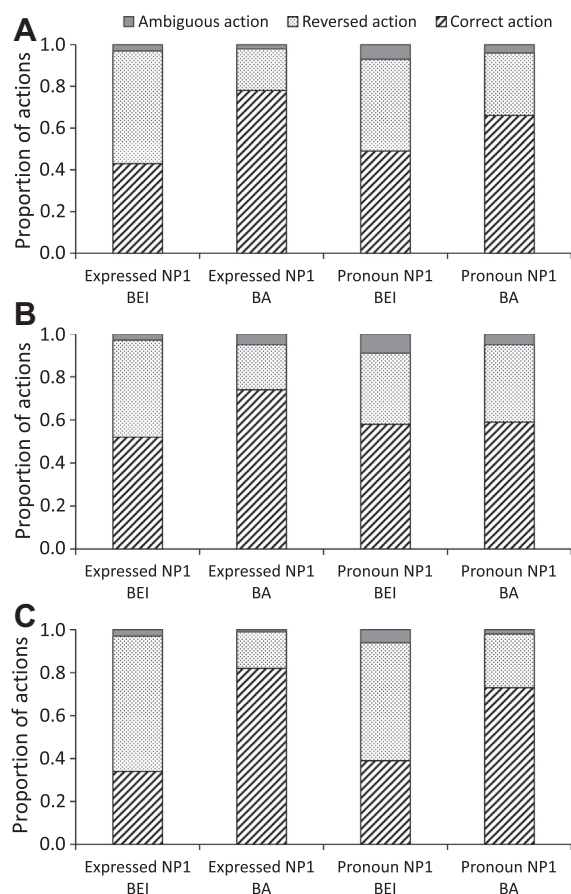 Ambiguous action Reversed action Correct action
A
Proportion of actions
1.0
0.8
0.6
0.4
0.2
0.0
Expressed NP1 Expressed NP1 Pronoun NP1 Pronoun NP1
BEI BA BEI BA
B
Proportion of actions
1.0
0.8
0.6
0.4
0.2
0.0
Expressed NP1 Expressed NP1 Pronoun NP1 Pronoun NP1
BEI BA BEI BA
C
Proportion of actions
1.0
0.8
0.6
0.4
0.2
0.0
Expressed NP1 Expressed NP1 Pronoun NP1 Pronoun NP1
BEI BA BEI BA